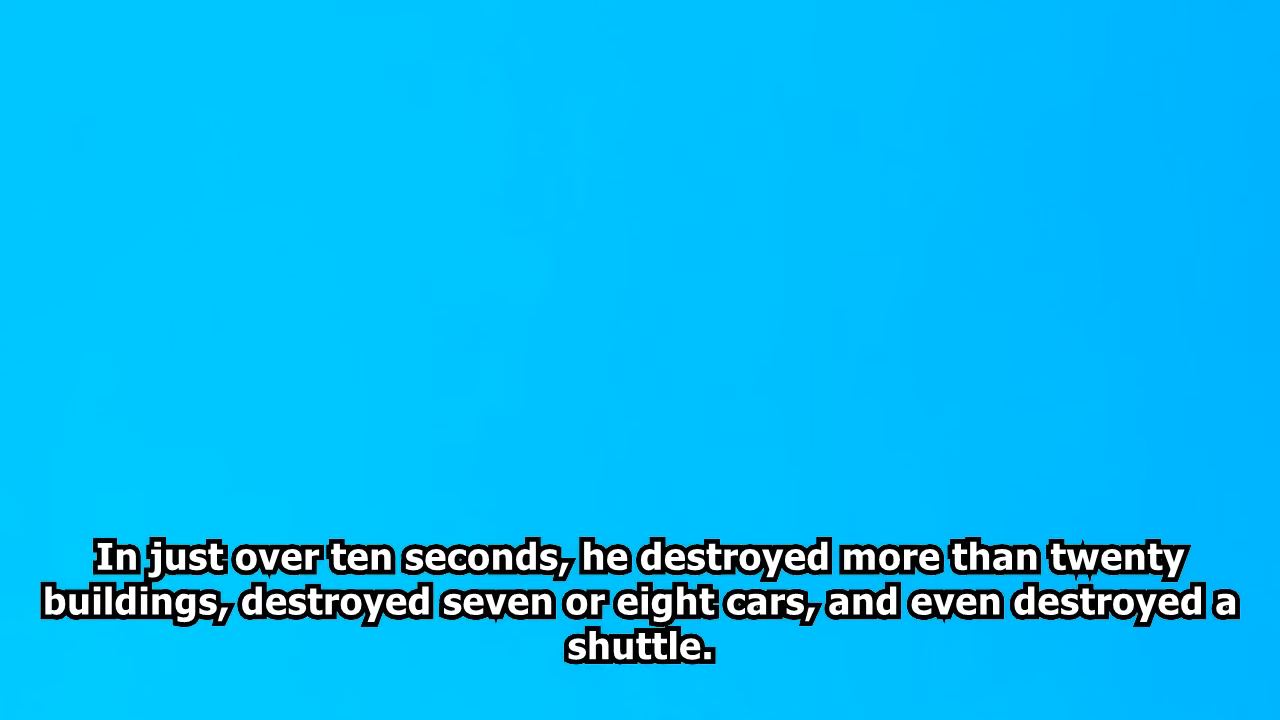 In just over ten seconds, he destroyed more than twenty
buildings, destroyed seven or eight cars, and even destroyed a
shuttle.